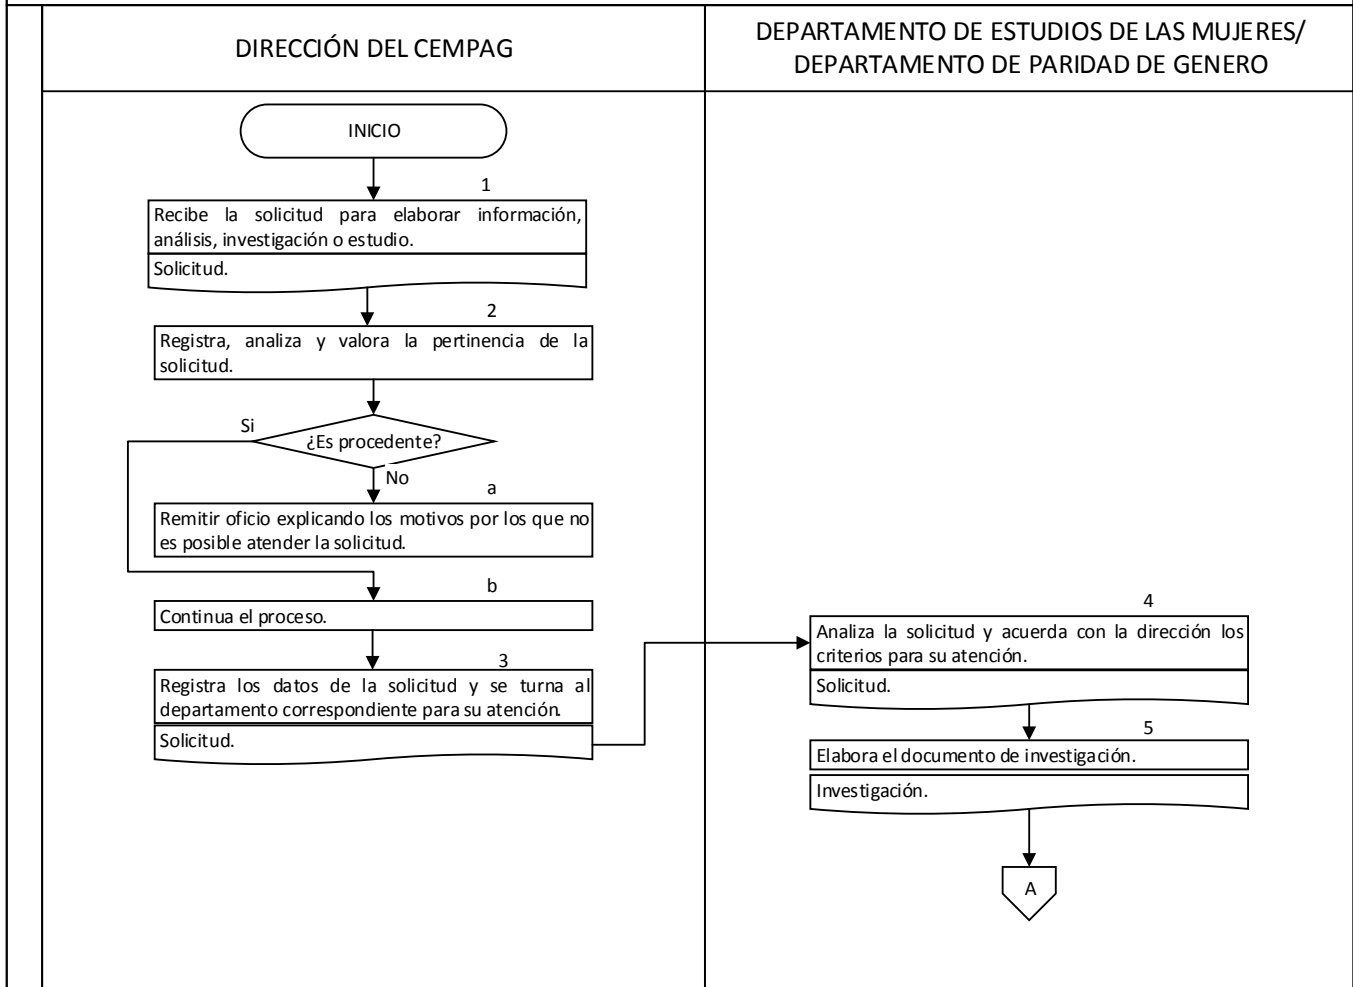 DIRECCIÓN DEL CEMPAG
DEPARTAMENTO DE ESTUDIOS DE LAS MUJERES/
DEPARTAMENTO DE PARIDAD DE GENERO
INICIO
1
Recibe la solicitud para elaborar información,
análisis, investigación o estudio.
Solicitud.
2
Registra, analiza y valora la pertinencia de la
solicitud.
Si
¿Es procedente?
No
a
Remitir oficio explicando los motivos por los que no
es posible atender la solicitud.
b
Continua el proceso.
3
Registra los datos de la solicitud y se turna al
departamento correspondiente para su atención.
Solicitud.
4
Analiza la solicitud y acuerda con la dirección los
criterios para su atención.
Solicitud.
5
Elabora el documento de investigación.
Investigación.
A